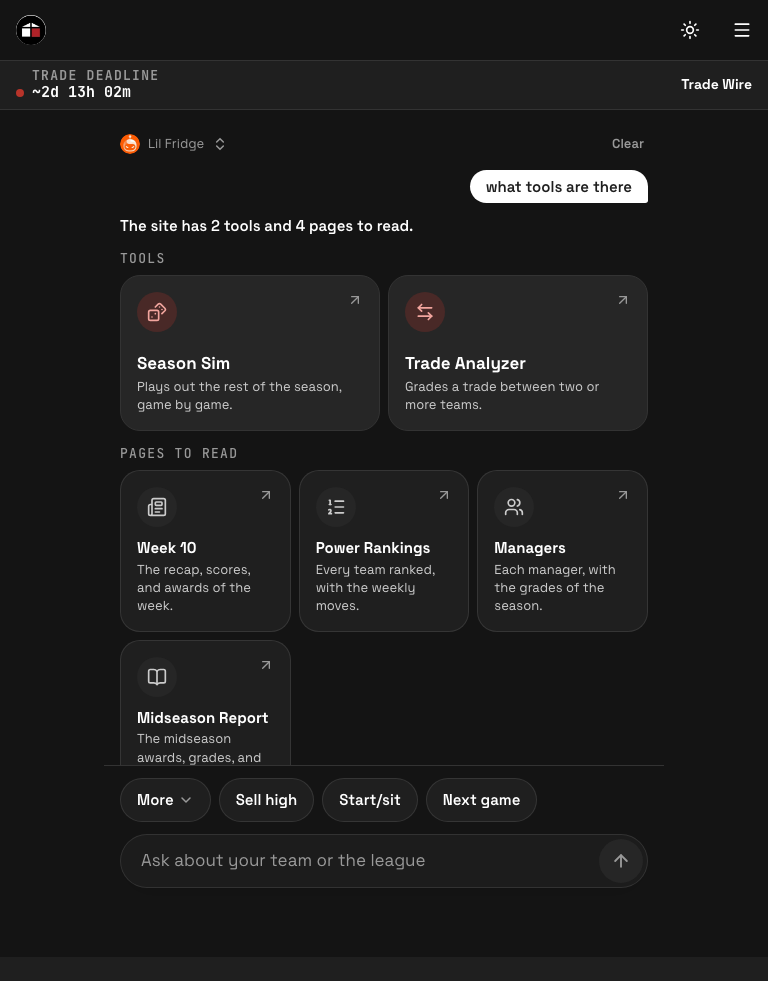 TRADE DEADLINE
~2d 13h 02m
Trade Wire
Lil Fridge
Clear
what tools are there
The site has 2 tools and 4 pages to read.
TOOLS
Season Sim
Plays out the rest of the season,
game by game.
Trade Analyzer
Grades a trade between two or
more teams.
PAGES TO READ
Week 10
The recap, scores,
and awards of the
week.
Power Rankings
Every team ranked,
with the weekly
moves.
Managers
Each manager, with
the grades of the
season.
Midseason Report
The midseason
awards, grades, and
More
Sell high
Start/sit
Next game
Ask about your team or the league